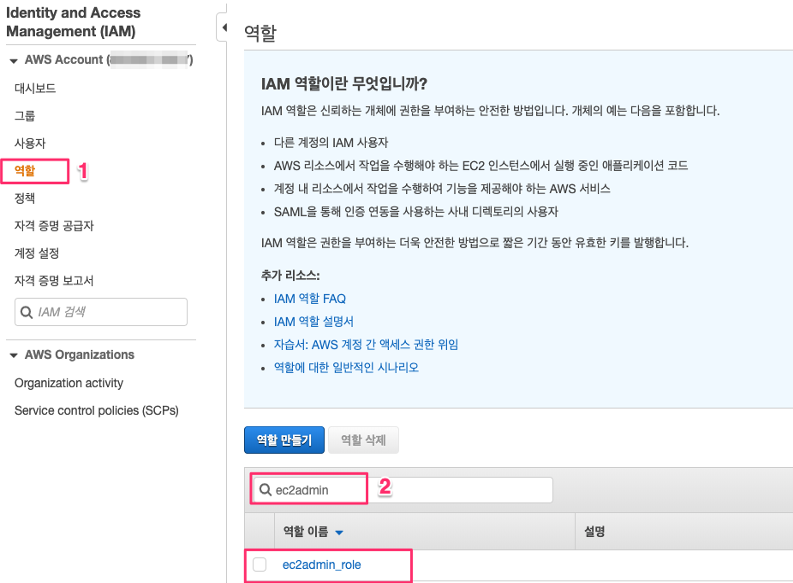 Identity and Access
Management (IAM)
AWS Account (
대시보드
그룹
사용자
역할
1
정책
자격 증명 공급자
계정 설정
자격 증명 보고서
IAM 검색
AWS Organizations
Organization activity
Service control policies (SCPs)
역할
IAM 역할이란 무엇입니까?
IAM 역할은 신뢰하는 개체에 권한을 부여하는 안전한 방법입니다. 개체의 예는 다음을 포함합니다.
• 다른 계정의 IAM 사용자
• AWS 리소스에서 작업을 수행해야 하는 EC2 인스턴스에서 실행 중인 애플리케이션 코드
• 계정 내 리소스에서 작업을 수행하여 기능을 제공해야 하는 AWS 서비스
• SAML을 통해 인증 연동을 사용하는 사내 디렉토리의 사용자
IAM 역할은 권한을 부여하는 더욱 안전한 방법으로 짧은 기간 동안 유효한 키를 발행합니다.
추가 리소스:
• IAM 역할 FAQ
• IAM 역할 설명서
• 자습서: AWS 계정 간 액세스 권한 위임
• 역할에 대한 일반적인 시나리오
역할 만들기
역할 삭제
ec2admin
2
역할 이름
설명
ec2admin_role